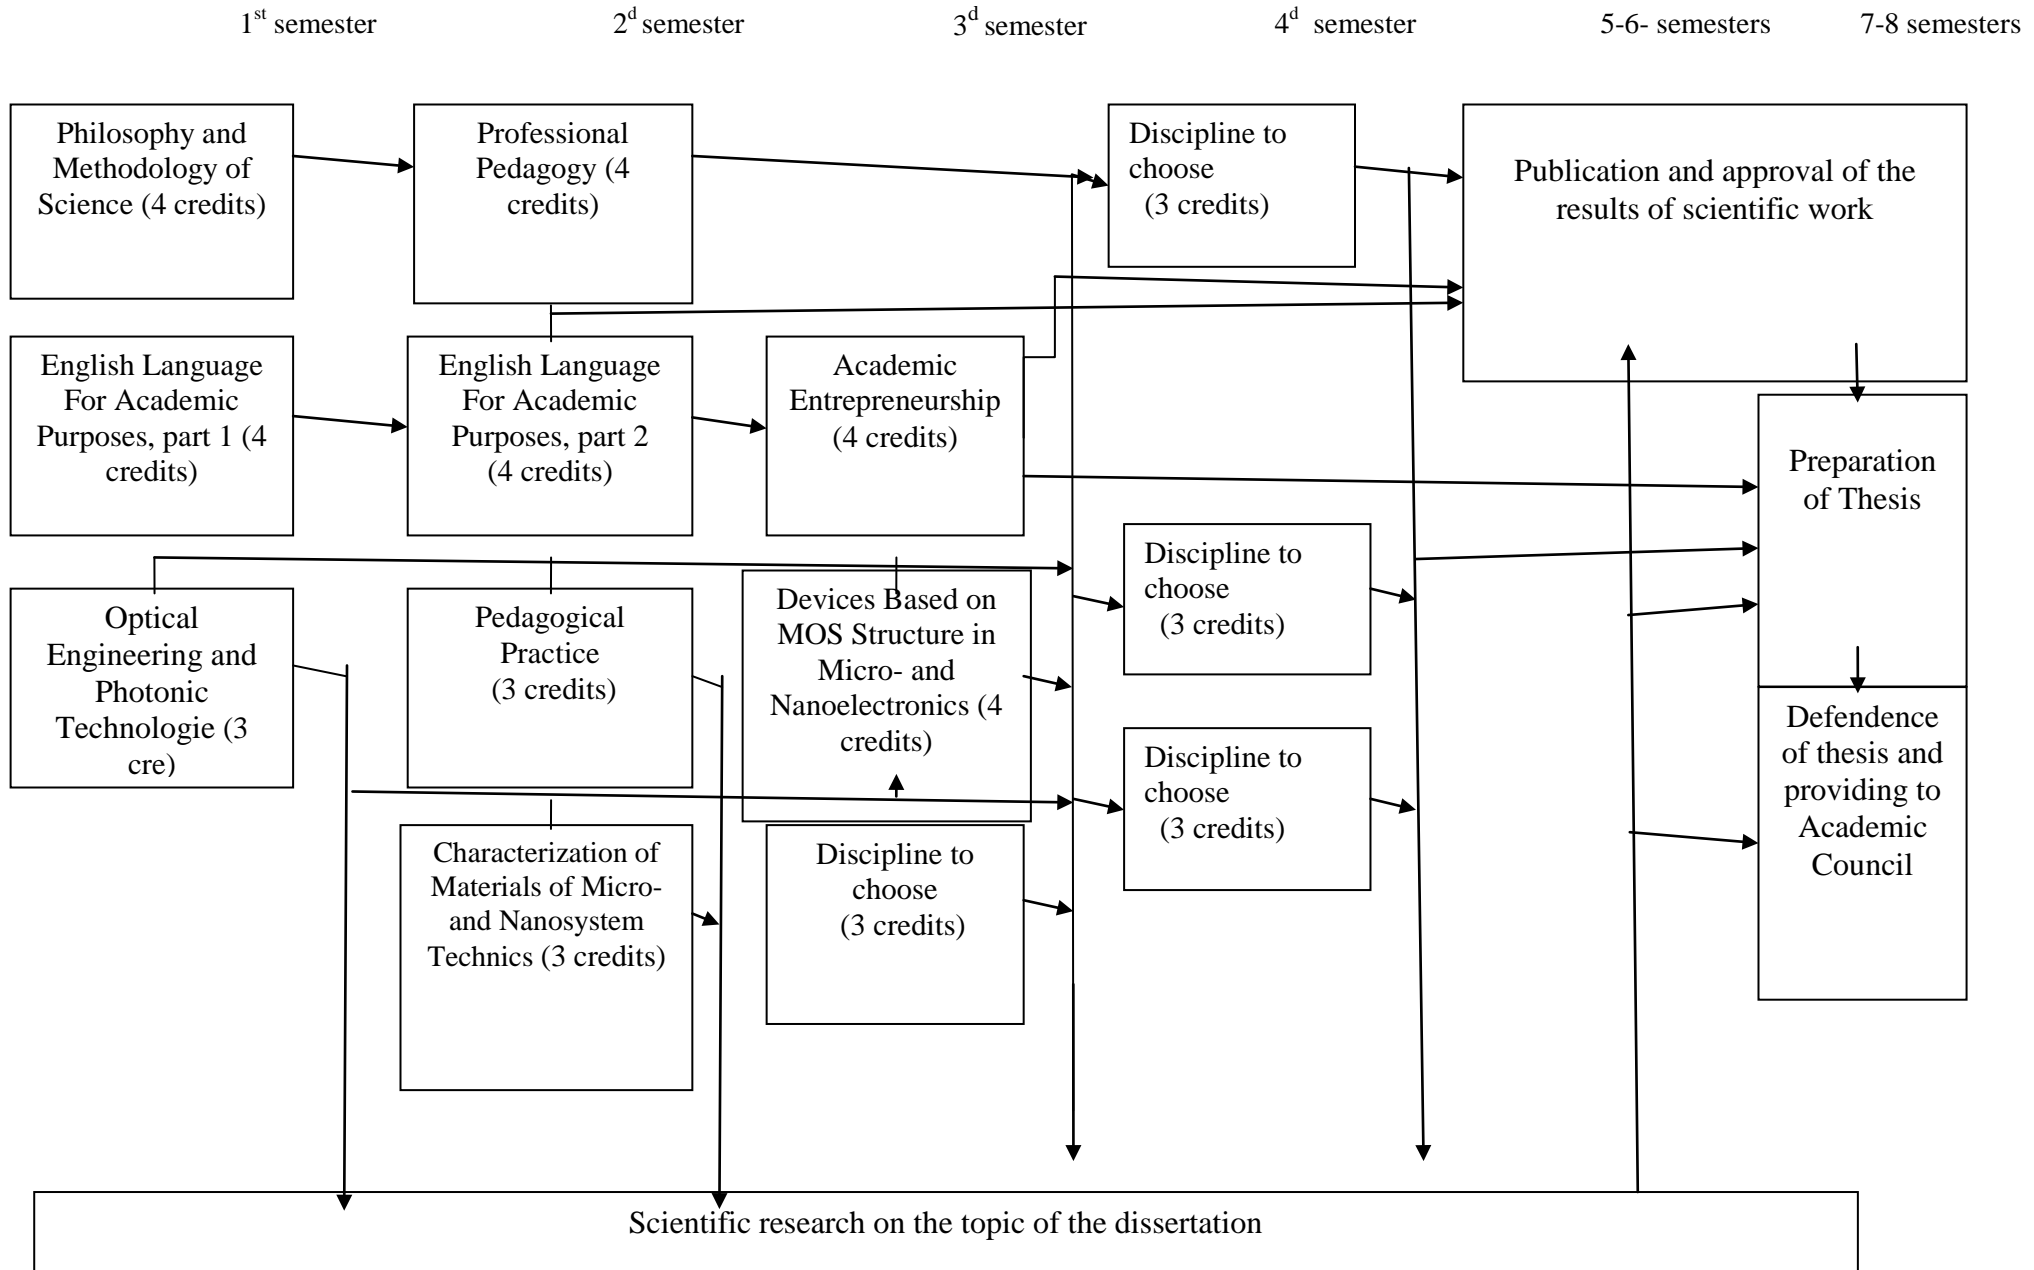 1st semester
2d semester
3d semester
4d semester
5-6- semesters
7-8 semesters
Philosophy and
Methodology of
Science (4 credits)
Professional
Pedagogy (4
credits)
Discipline to
choose
(3 credits)
Publication and approval of the
results of scientific work
English Language
For Academic
Purposes, part 1 (4
credits)
English Language
For Academic
Purposes, part 2
(4 credits)
Academic
Entrepreneurship
(4 credits)
Preparation
of Thesis
Optical
Engineering and
Photonic
Technologie (3
cre)
Pedagogical
Practice
(3 credits)
Devices Based on
MOS Structure in
Micro- and
Nanoelectronics (4
credits)
Discipline to
choose
(3 credits)
Discipline to
choose
(3 credits)
Defendence
of thesis and
providing to
Academic
Council
Characterization of
Materials of Micro-
and Nanosystem
Technics (3 credits)
Discipline to
choose
(3 credits)
Scientific research on the topic of the dissertation